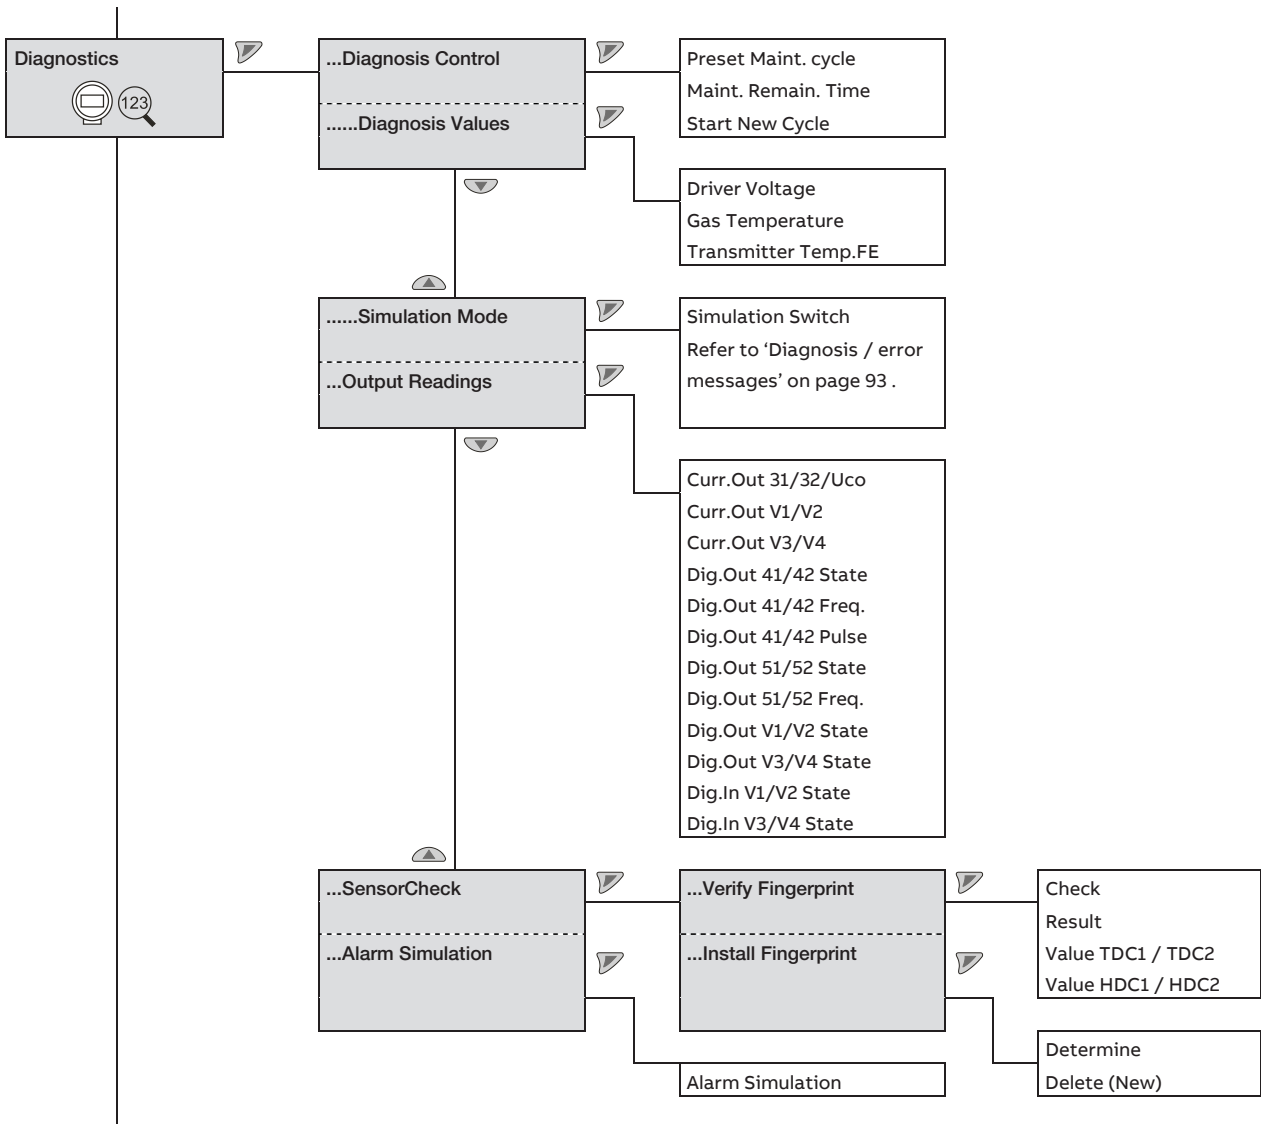 Diagnostics
123
...Diagnosis Control
......Diagnosis Values
Preset Maint. cycle
Maint. Remain. Time
Start New Cycle
Driver Voltage
Gas Temperature
Transmitter Temp.FE
......Simulation Mode
...Output Readings
Simulation Switch
Refer to ‘Diagnosis / error
messages’ on page 93 .
Curr.Out 31/32/Uco
Curr.Out V1/V2
Curr.Out V3/V4
Dig.Out 41/42 State
Dig.Out 41/42 Freq.
Dig.Out 41/42 Pulse
Dig.Out 51/52 State
Dig.Out 51/52 Freq.
Dig.Out V1/V2 State
Dig.Out V3/V4 State
Dig.In V1/V2 State
Dig.In V3/V4 State
...SensorCheck
...Alarm Simulation
...Verify Fingerprint
...Install Fingerprint
Check
Result
Value TDC1 / TDC2
Value HDC1 / HDC2
Determine
Delete (New)
Alarm Simulation